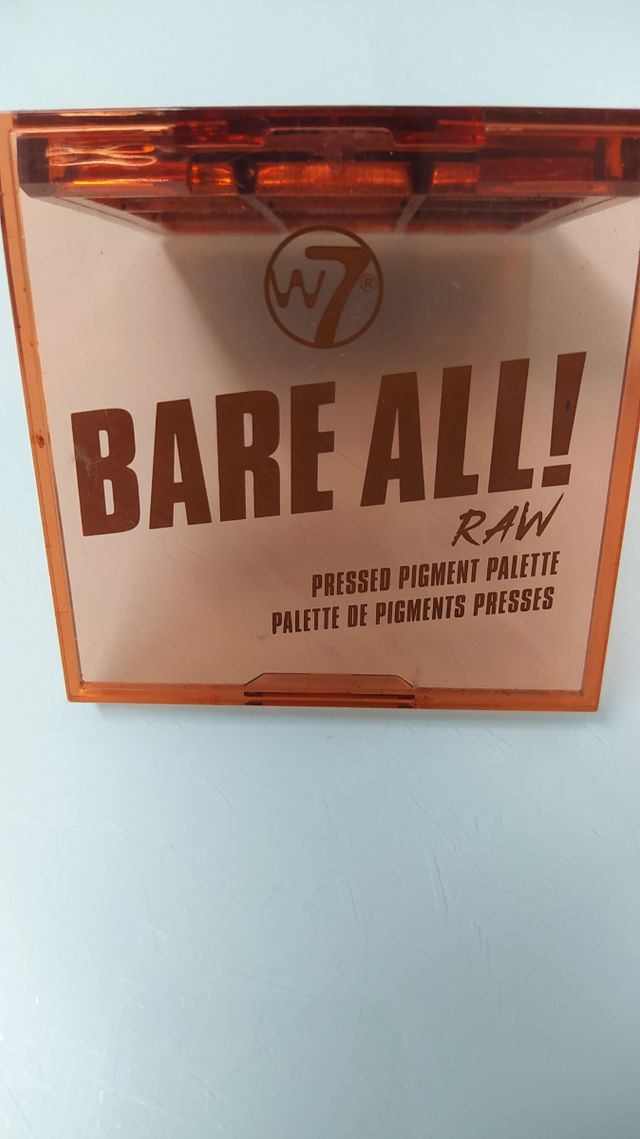 W7®
BARE ALL!
RAW
PRESSED PIGMENT PALETTE
PALETTE DE PIGMENTS PRESSES